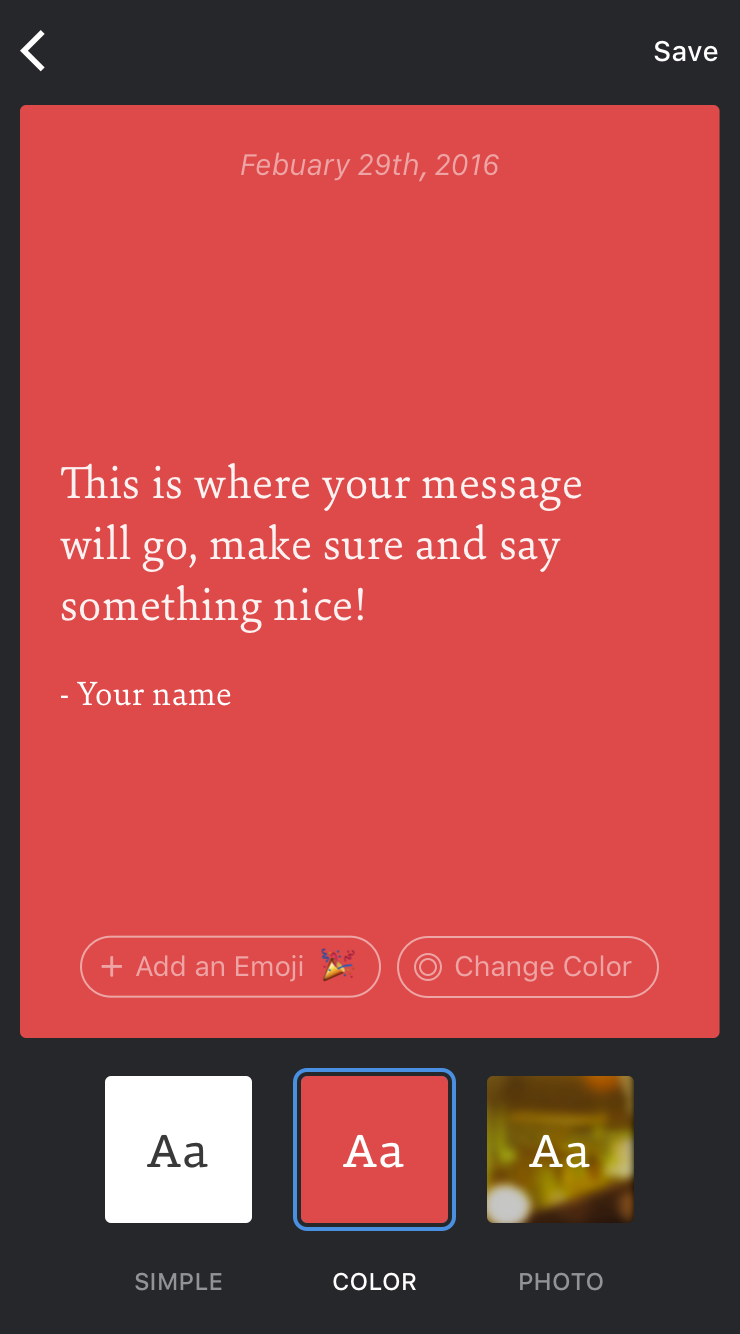 Save
Febuary 29th, 2016
This is where your message
will go, make sure and say
something nice!
- Your name
+ Add an Emoji 🎉
Change Color
Aa
Aa
Aa
SIMPLE
COLOR
PHOTO